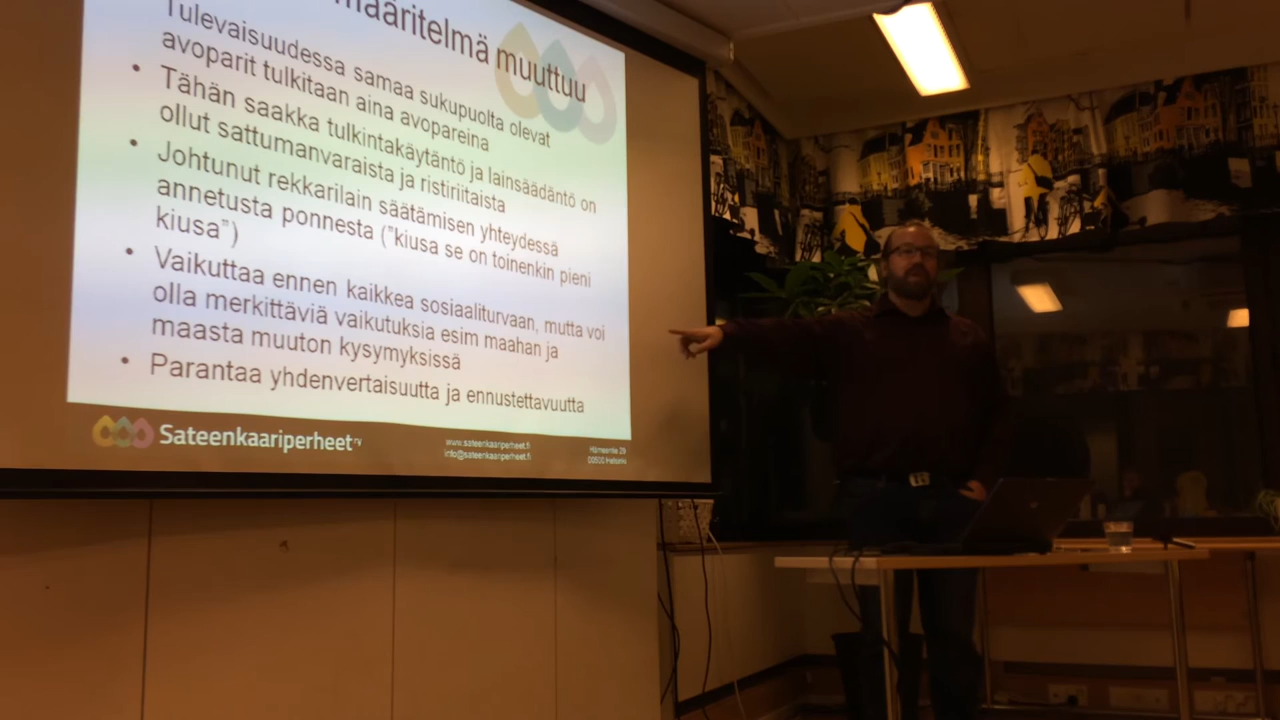 määritelmä muuttuu
Tulevaisuudessa samaa sukupuolta olevat
avoparit tulkitaan aina avopareina
• Tähän saakka tulkintakäytäntö ja lainsäädäntö on
ollut sattumanvaraista ja ristiriitaista
• Johtunut rekkarilain säätämisen yhteydessä
annetusta ponnesta ("kiusa se on toinenkin pieni
kiusa")
• Vaikuttaa ennen kaikkea sosiaaliturvaan, mutta voi
olla merkittäviä vaikutuksia esim maahan ja
maasta muuton kysymyksissä
• Parantaa yhdenvertaisuutta ja ennustettavuutta
Sateenkaariperheet ry
www.sateenkaariperheet.fi
info@sateenkaariperheet.fi
Hämeentie 29
00500 Helsinki